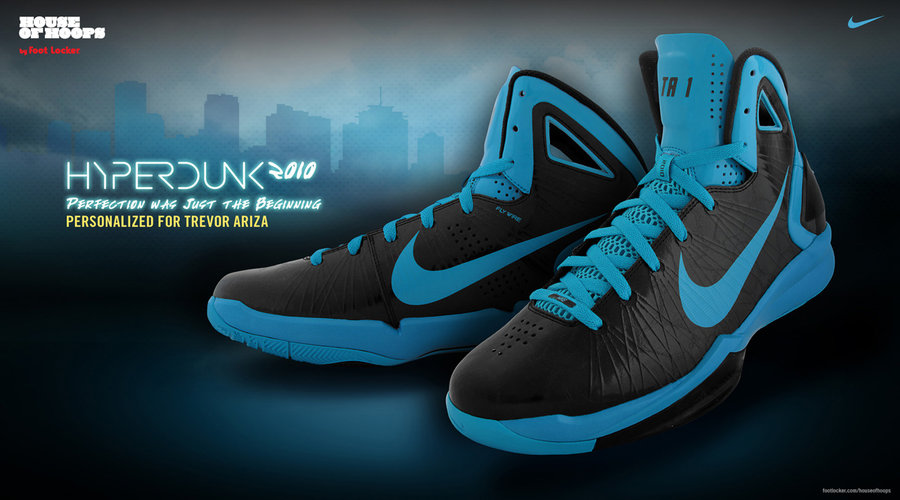 HOUSE
OF HOOPS
by Foot Locker
HYPERDUNK 2010
PERFECTION WAS JUST THE BEGINNING
PERSONALIZED FOR TREVOR ARIZA
TA 1
FLYWIRE
footlocker.com/houseofhoops